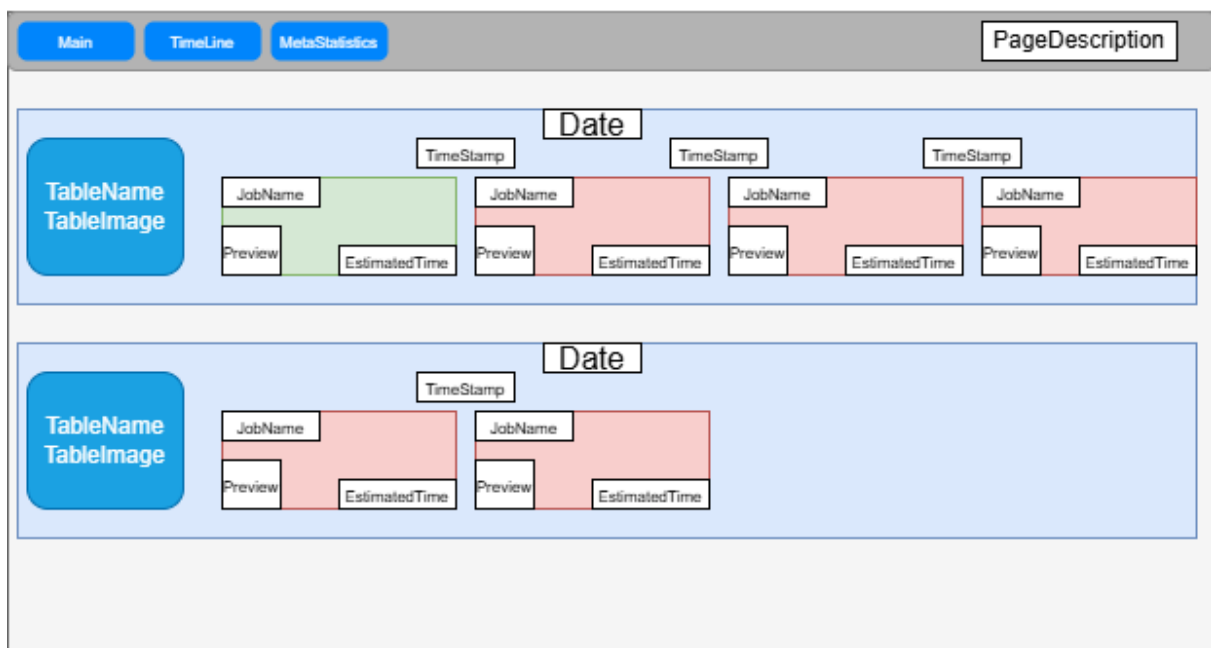 Main
TimeLine
MetaStatistics
PageDescription
Date
TimeStamp
TimeStamp
TimeStamp
TableName
TableImage
JobName
JobName
JobName
JobName
Preview
EstimatedTime
Preview
EstimatedTime
Preview
EstimatedTime
Preview
EstimatedTime
Date
TimeStamp
TableName
TableImage
JobName
JobName
Preview
EstimatedTime
Preview
EstimatedTime